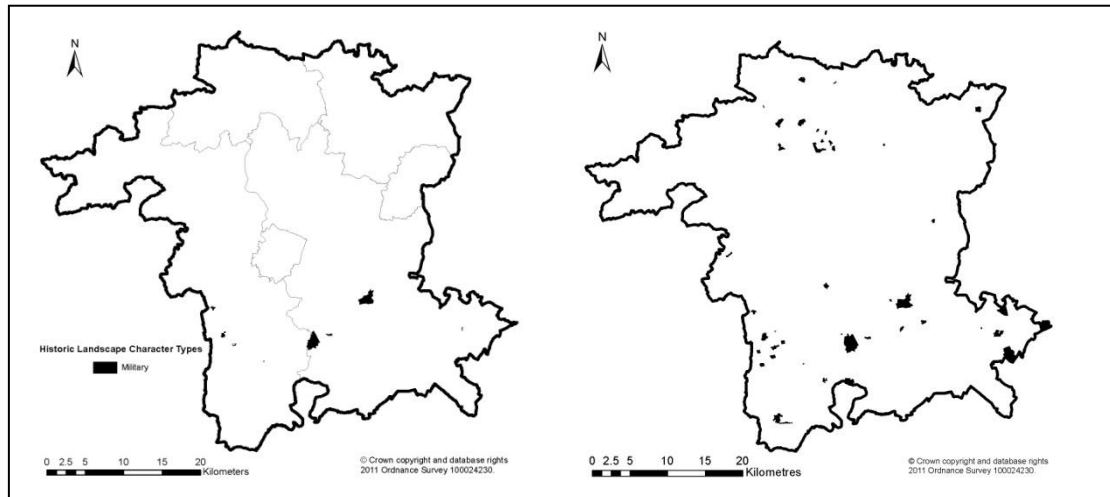 N
Historic Landscape Character Types
Military
0 2.5 5 10 15 20
Kilometers
© Crown copyright and database rights
2011 Ordnance Survey 100024230.
N
0 2.5 5 10 15 20
Kilometres
© Crown copyright and database rights
2011 Ordnance Survey 100024230.